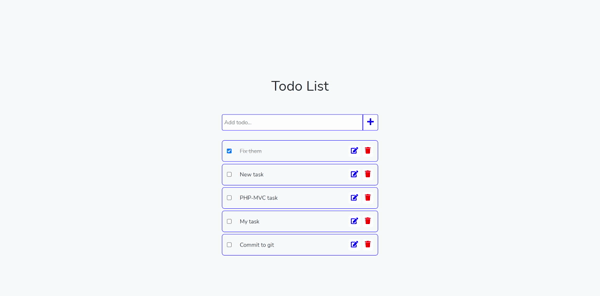 Todo List
Add todo...
Fix them
New task
PHP-MVC task
My task
Commit to git